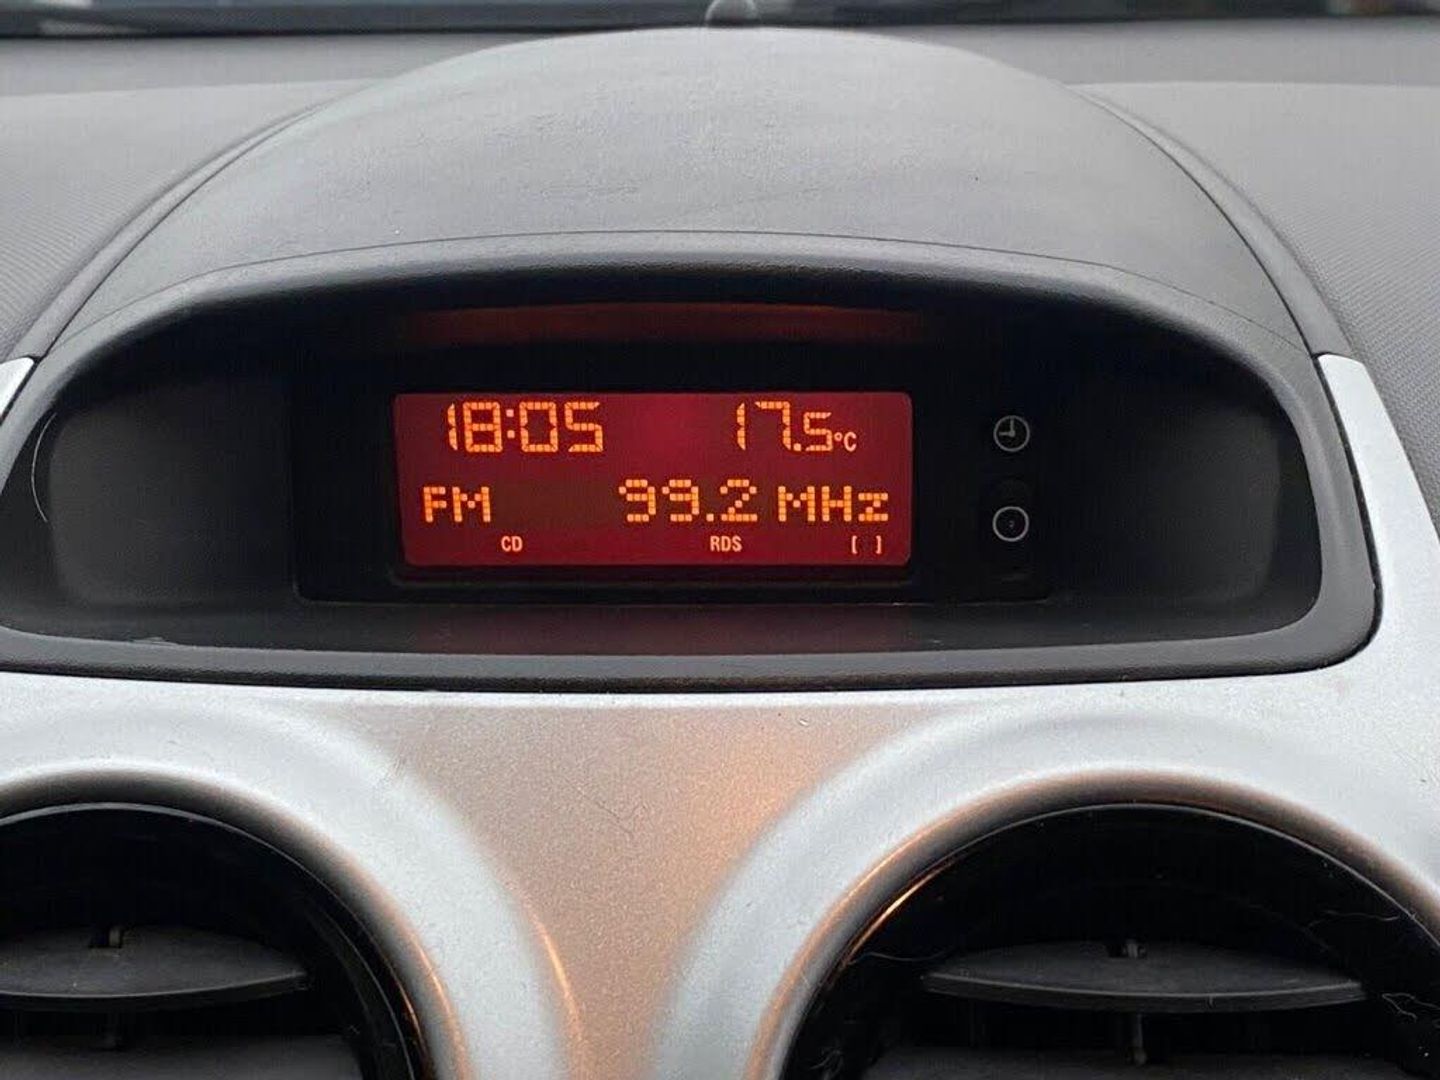 18:05 17.5°C
FM 99.2 MHz
CD RDS [ ]